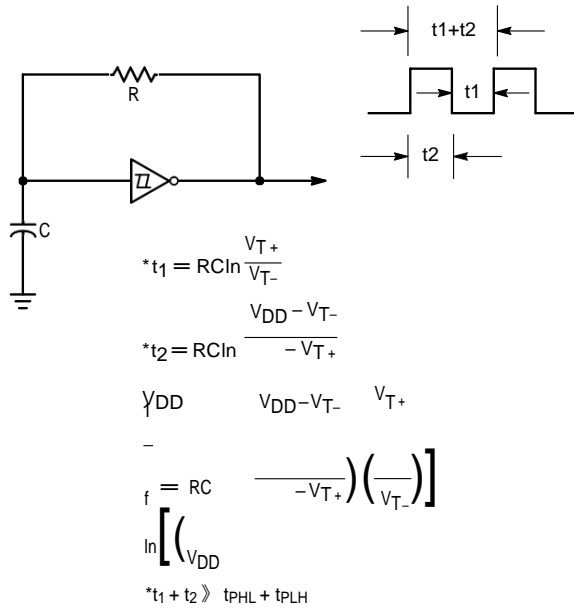 t1+t2
R
t1
t2
C
*t1 = RCln VT+
VT–
VDD – VT–
*t2 = RCln
– VT+
VDD
1 VDD–VT– VT+
–
f = RC –VT+)( VT–)]
ln[(VDD
*t1 + t2 》 tPHL + tPLH